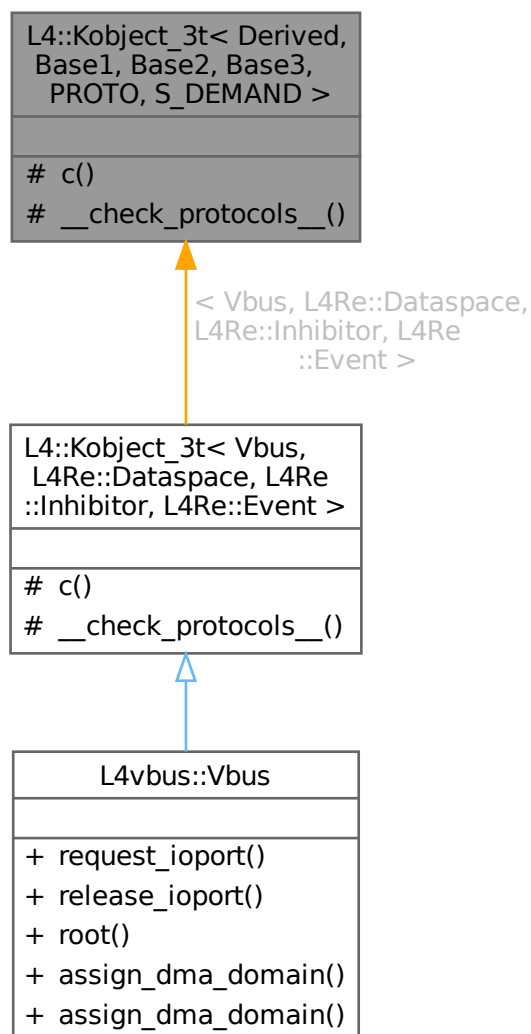 L4::Kobject_3t< Derived,
Base1, Base2, Base3,
PROTO, S_DEMAND >
# c()
# __check_protocols__()
< Vbus, L4Re::Dataspace,
L4Re::Inhibitor, L4Re
::Event >
L4::Kobject_3t< Vbus,
L4Re::Dataspace, L4Re
::Inhibitor, L4Re::Event >
# c()
# __check_protocols__()
L4vbus::Vbus
+ request_ioport()
+ release_ioport()
+ root()
+ assign_dma_domain()
+ assign_dma_domain()